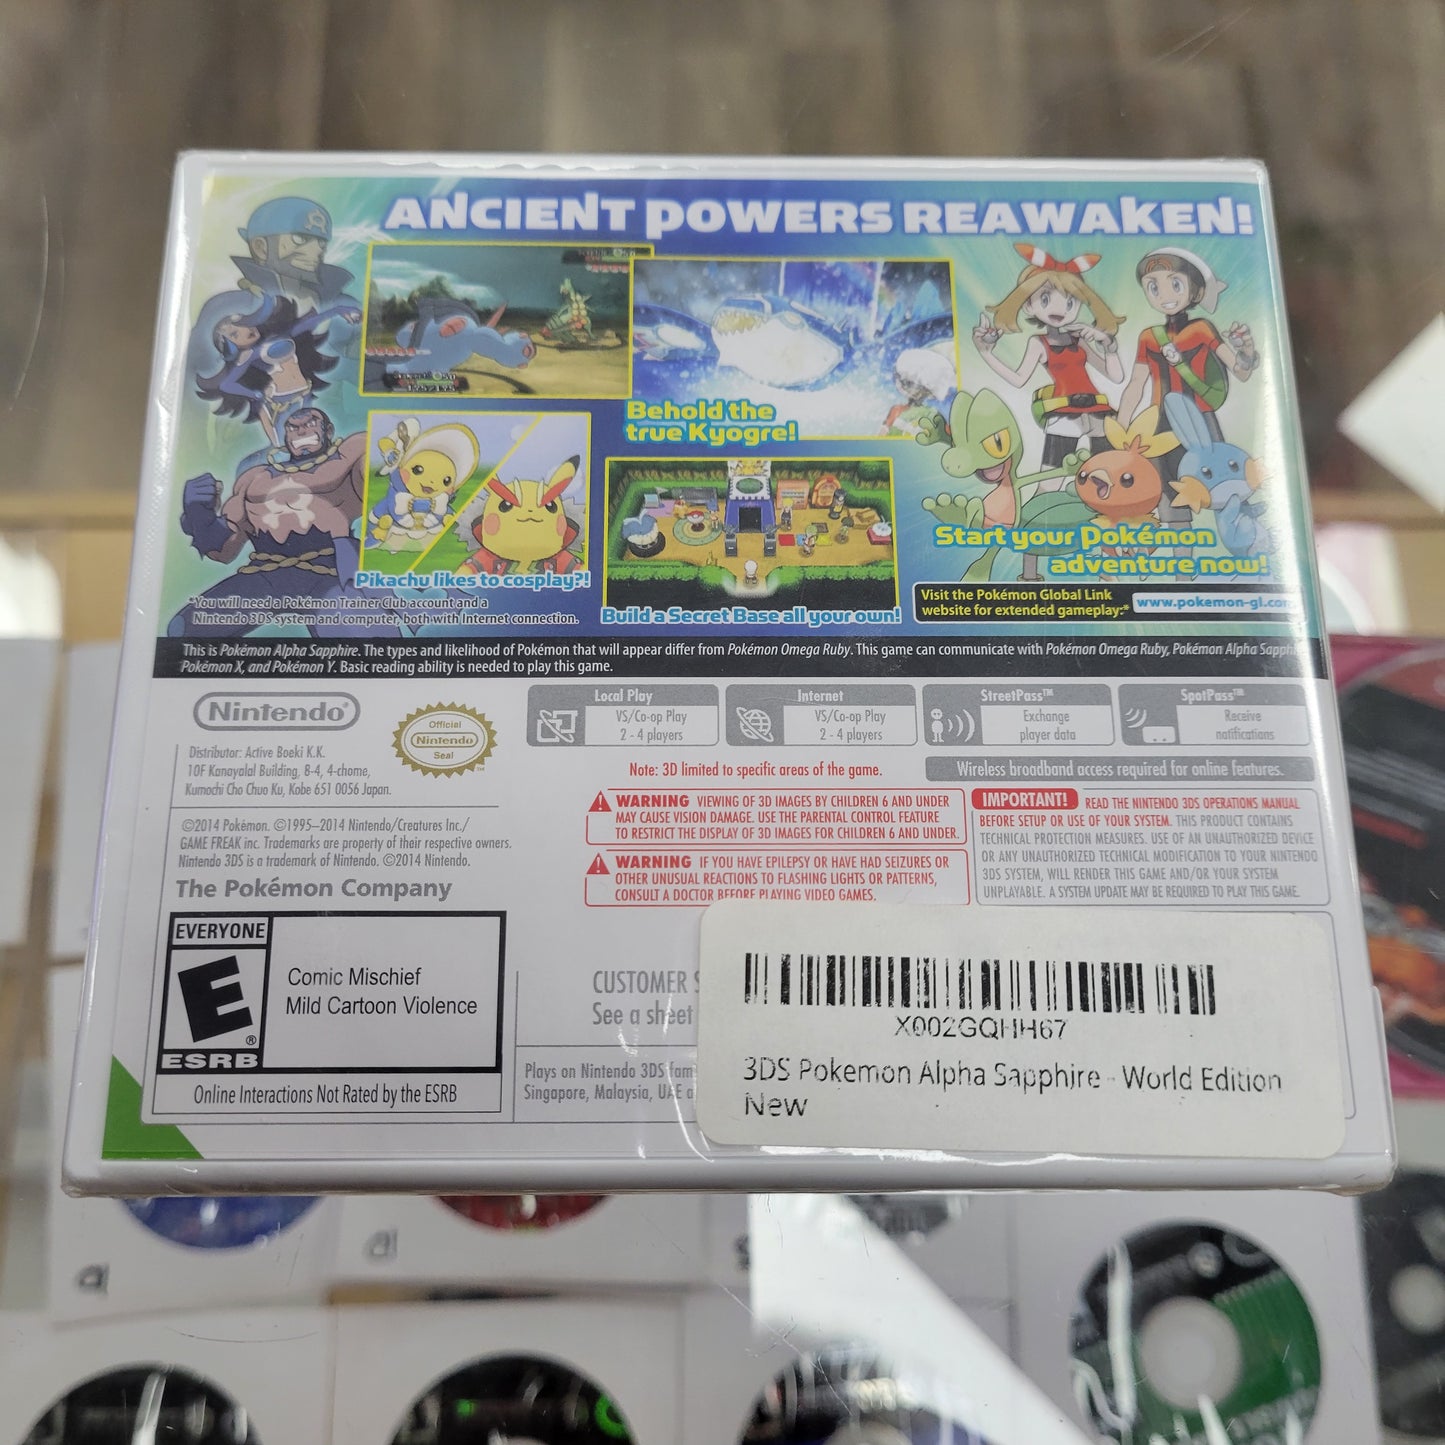 ANCIENT POWERS REAWAKEN!
Behold the
true Kyogre!
Pikachu likes to cosplay?!
Build a Secret Base all your own!
Start your Pokémon
adventure now!
Visit the Pokémon Global Link
website for extended gameplay:*
www.pokemon-gl.com
*You will need a Pokémon Trainer Club account and a
Nintendo 3DS system and computer, both with Internet connection.
This is Pokémon Alpha Sapphire. The types and likelihood of Pokémon that will appear differ from Pokémon Omega Ruby. This game can communicate with Pokémon Omega Ruby, Pokémon Alpha Sapph
Pokémon X, and Pokémon Y. Basic reading ability is needed to play this game.
Nintendo®
Official
Nintendo
Seal
Local Play
VS/Co-op Play
2 - 4 players
Internet
VS/Co-op Play
2 - 4 players
StreetPass™
Exchange
player data
SpotPass™
Receive
notifications
Distributor: Active Boeki K.K.
10F Kanayalal Building, 8-4, 4-chome,
Kumochi Cho Chuo Ku, Kobe 651 0056 Japan.
Note: 3D limited to specific areas of the game.
Wireless broadband access required for online features.
©2014 Pokémon. ©1995–2014 Nintendo/Creatures Inc./
GAME FREAK inc. Trademarks are property of their respective owners.
Nintendo 3DS is a trademark of Nintendo. ©2014 Nintendo.
The Pokémon Company
WARNING VIEWING OF 3D IMAGES BY CHILDREN 6 AND UNDER
MAY CAUSE VISION DAMAGE. USE THE PARENTAL CONTROL FEATURE
TO RESTRICT THE DISPLAY OF 3D IMAGES FOR CHILDREN 6 AND UNDER.
WARNING IF YOU HAVE EPILEPSY OR HAVE HAD SEIZURES OR
OTHER UNUSUAL REACTIONS TO FLASHING LIGHTS OR PATTERNS,
CONSULT A DOCTOR BEFORE PLAYING VIDEO GAMES.
IMPORTANT! READ THE NINTENDO 3DS OPERATIONS MANUAL
BEFORE SETUP OR USE OF YOUR SYSTEM. THIS PRODUCT CONTAINS
TECHNICAL PROTECTION MEASURES. USE OF AN UNAUTHORIZED DEVICE
OR ANY UNAUTHORIZED TECHNICAL MODIFICATION TO YOUR NINTENDO
3DS SYSTEM, WILL RENDER THIS GAME AND/OR YOUR SYSTEM
UNPLAYABLE. A SYSTEM UPDATE MAY BE REQUIRED TO PLAY THIS GAME.
EVERYONE
E
®
ESRB
Comic Mischief
Mild Cartoon Violence
Online Interactions Not Rated by the ESRB
CUSTOMER S
See a sheet
Plays on Nintendo 3DS fam
Singapore, Malaysia, UAE a
X002GQHH67
3DS Pokemon Alpha Sapphire - World Edition
New